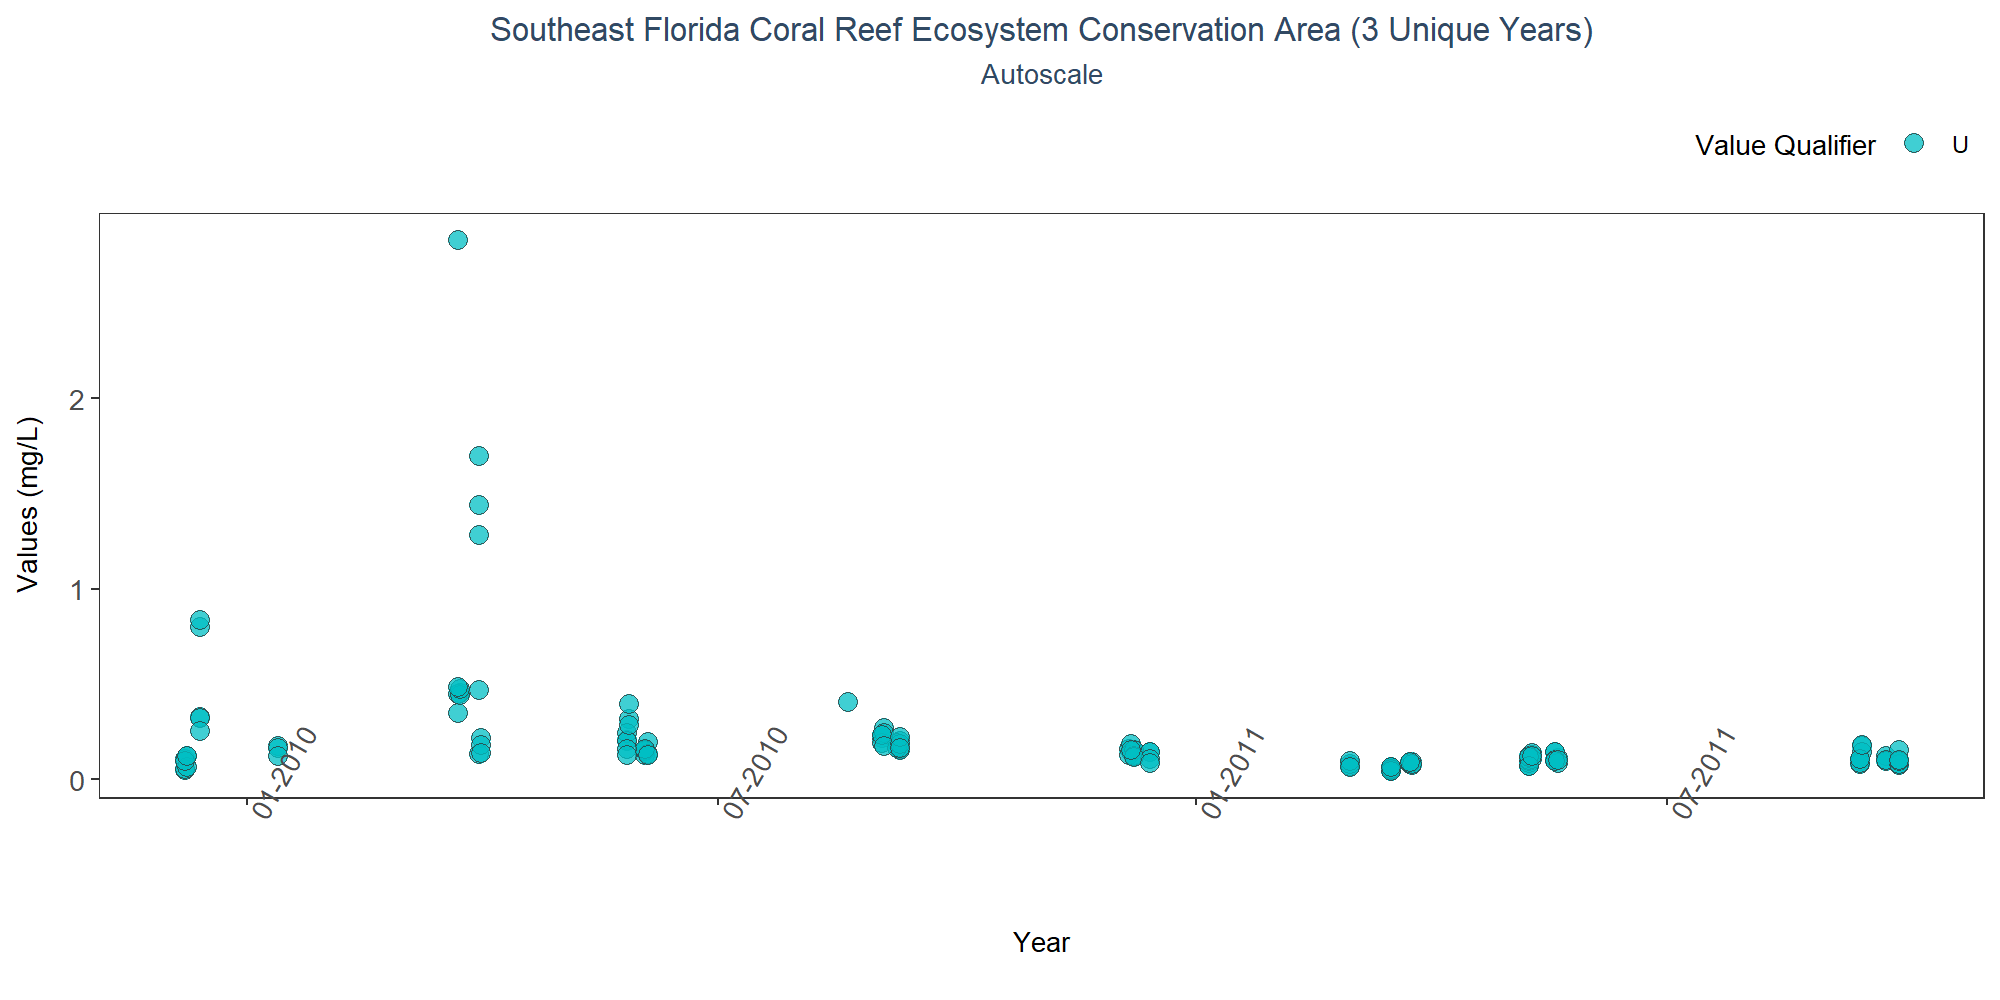 Southeast Florida Coral Reef Ecosystem Conservation Area (3 Unique Years)
Autoscale
Value Qualifier U
Values (mg/L)
2
1
0
01-2010
07-2010
01-2011
07-2011
Year